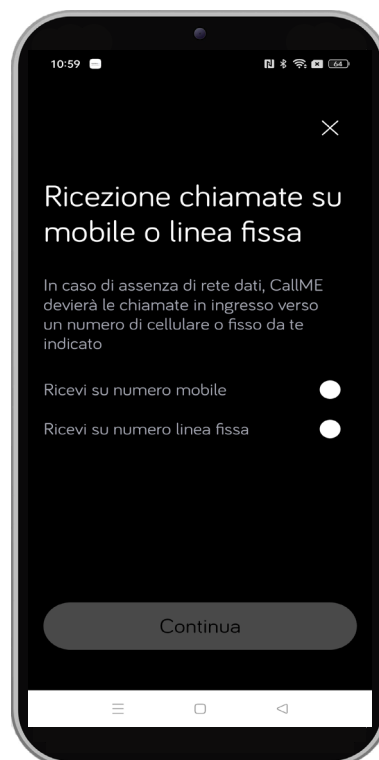 10:59
64
Ricezione chiamate su
mobile o linea fissa
In caso di assenza di rete dati, CallME
devierà le chiamate in ingresso verso
un numero di cellulare o fisso da te
indicato
Ricevi su numero mobile
Ricevi su numero linea fissa
Continua